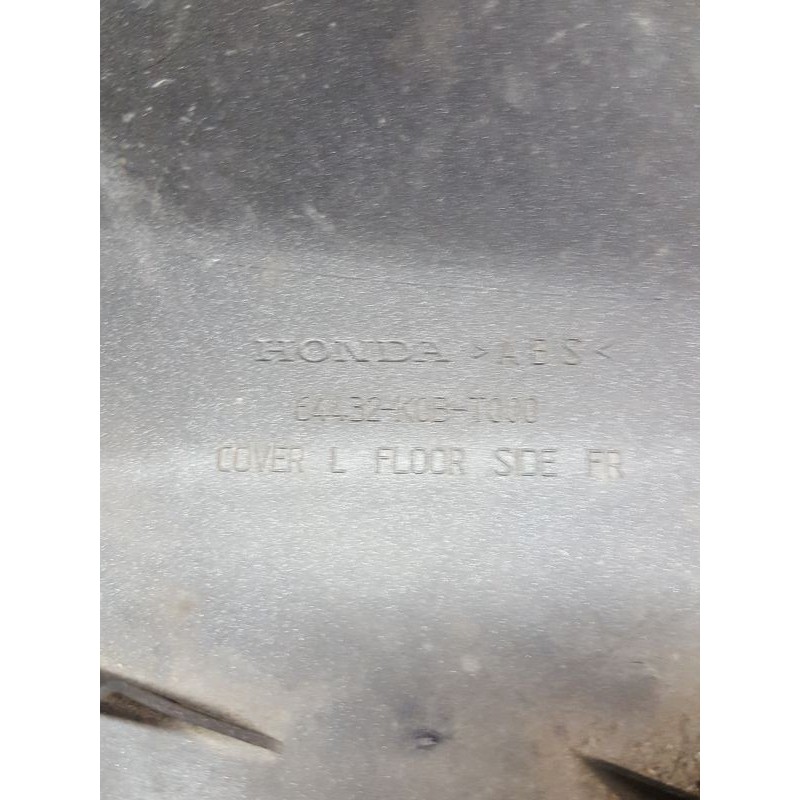 HONDA >ABS<
64432-K0B-T000
COVER L FLOOR SIDE FR